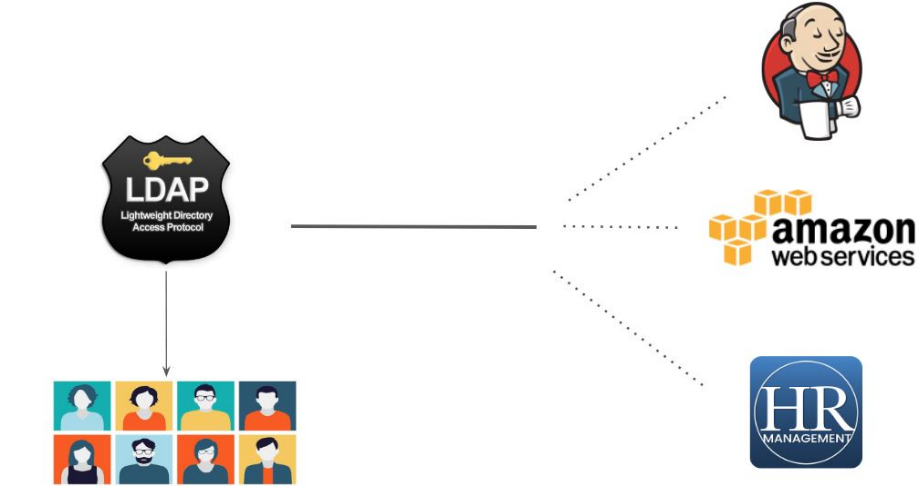 LDAP
Lightweight Directory
Access Protocol
amazon
web services
HR
MANAGEMENT